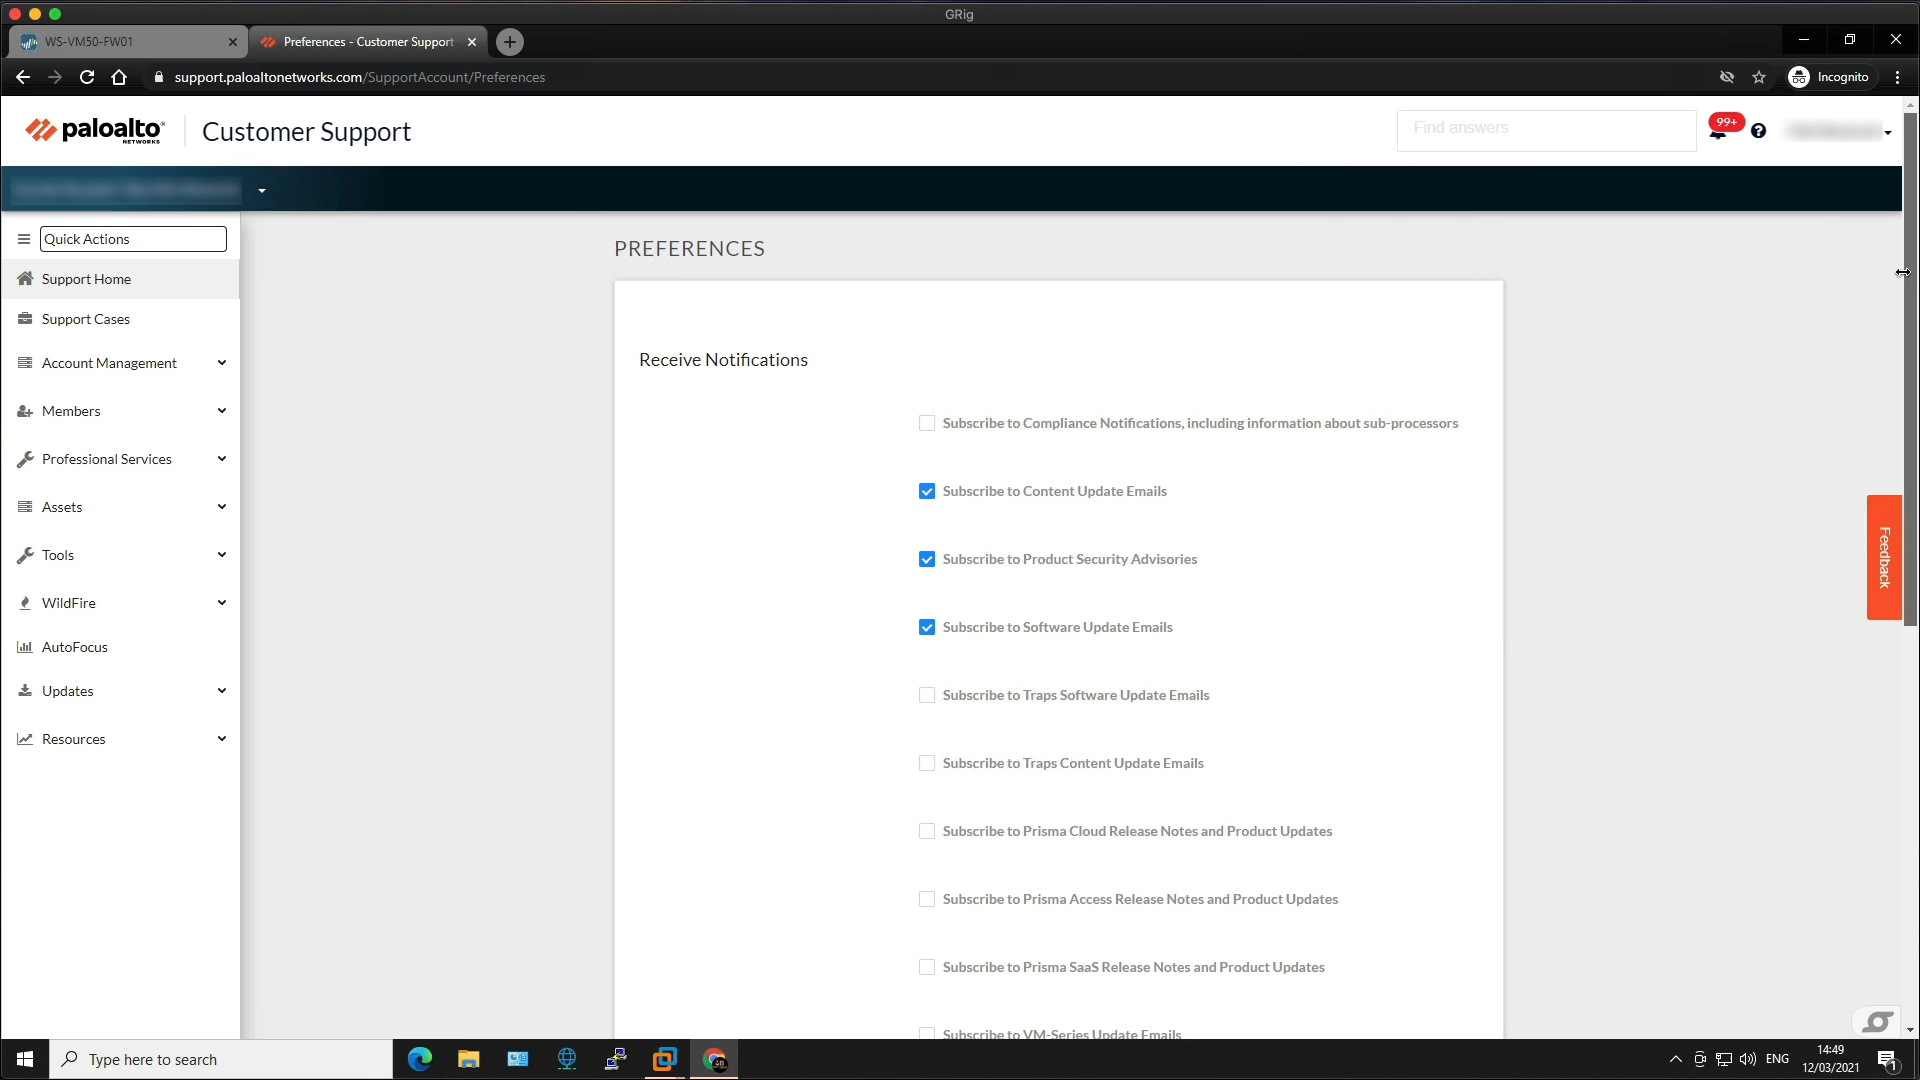 GRig
WS-VM50-FW01
Preferences - Customer Support
support.paloaltonetworks.com/SupportAccount/Preferences
Incognito
paloalto
NETWORKS
Customer Support
Find answers
99+
Quick Actions
Support Home
Support Cases
Account Management
Members
Professional Services
Assets
Tools
WildFire
AutoFocus
Updates
Resources
PREFERENCES
Receive Notifications
Subscribe to Compliance Notifications, including information about sub-processors
Subscribe to Content Update Emails
Subscribe to Product Security Advisories
Subscribe to Software Update Emails
Subscribe to Traps Software Update Emails
Subscribe to Traps Content Update Emails
Subscribe to Prisma Cloud Release Notes and Product Updates
Subscribe to Prisma Access Release Notes and Product Updates
Subscribe to Prisma SaaS Release Notes and Product Updates
Subscribe to VM-Series Update Emails
Feedback
Type here to search
ENG
14:49
12/03/2021
1